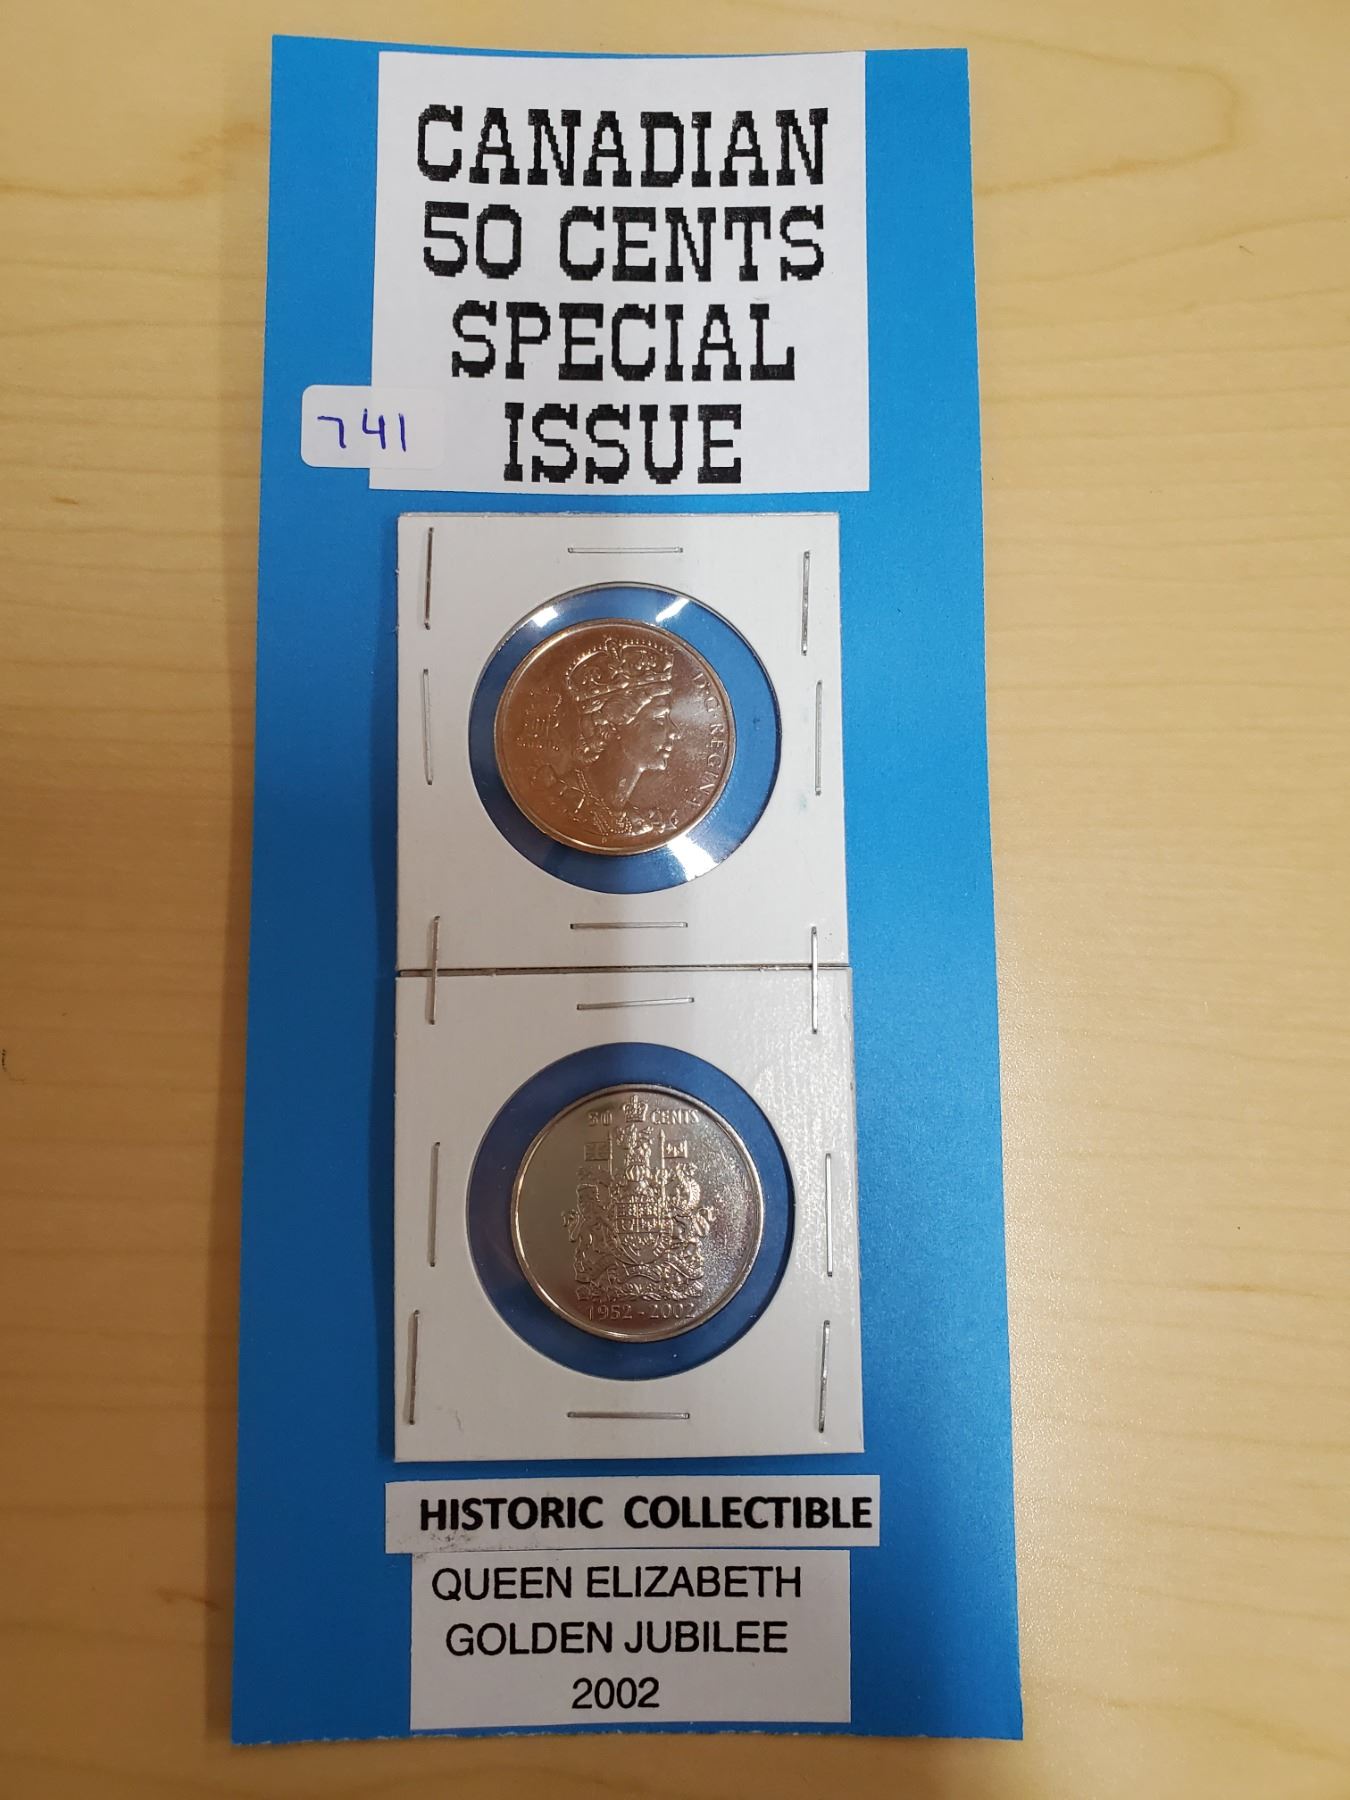 CANADIAN
50 CENTS
SPECIAL
ISSUE
741
D·G·REGINA
P
50 CENTS
1952-2002
HISTORIC COLLECTIBLE
QUEEN ELIZABETH
GOLDEN JUBILEE
2002